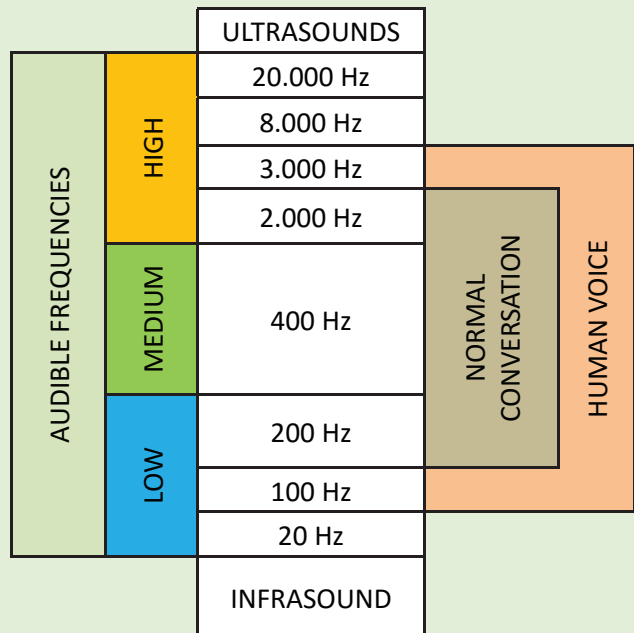 AUDIBLE FREQUENCIES
HIGH
MEDIUM
LOW
ULTRASOUNDS
20.000 Hz
8.000 Hz
3.000 Hz
2.000 Hz
400 Hz
200 Hz
100 Hz
20 Hz
INFRASOUND
NORMAL
CONVERSATION
HUMAN VOICE